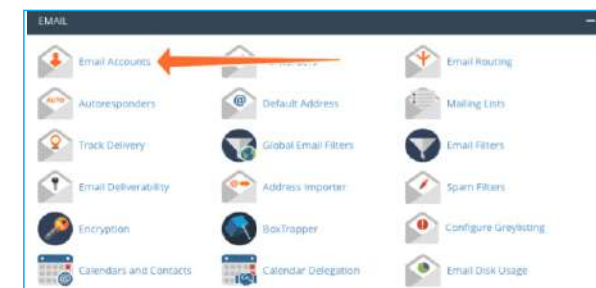 EMAIL
Email Accounts
Email Routing
AUTO
Autoresponders
@
Default Address
Mailing Lists
Track Delivery
Global Email Filters
Email Filters
Email Deliverability
Address Importer
Spam Filters
Encryption
BoxTrapper
Configure Greylisting
Calendars and Contacts
Calendar Delegation
Email Disk Usage